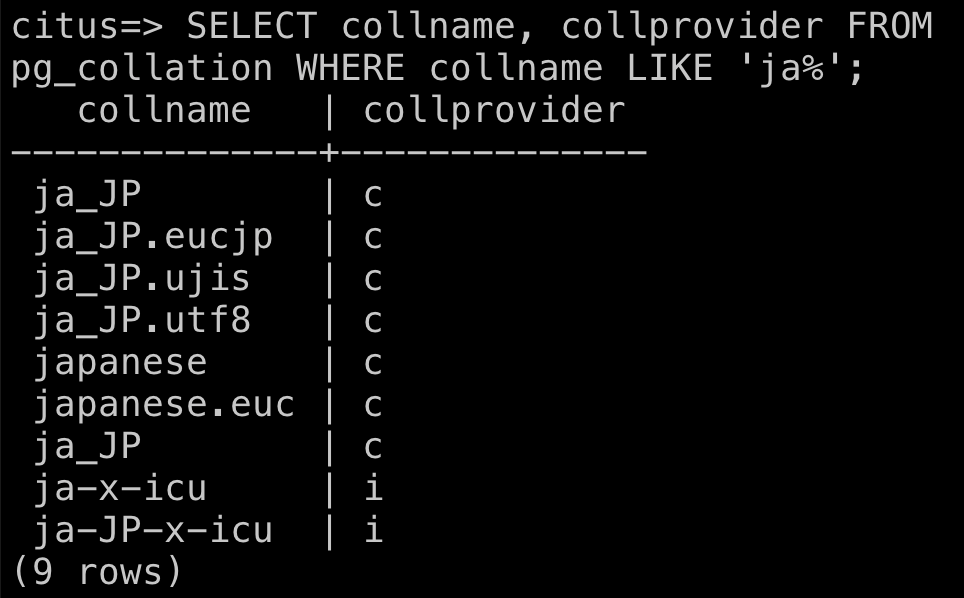 citus=> SELECT collname, collprovider FROM
pg_collation WHERE collname LIKE 'ja%';
   collname   | collprovider
--------------+--------------
 ja_JP        | c
 ja_JP.eucjp  | c
 ja_JP.ujis   | c
 ja_JP.utf8   | c
 japanese     | c
 japanese.euc | c
 ja_JP        | c
 ja-x-icu     | i
 ja-JP-x-icu  | i
(9 rows)